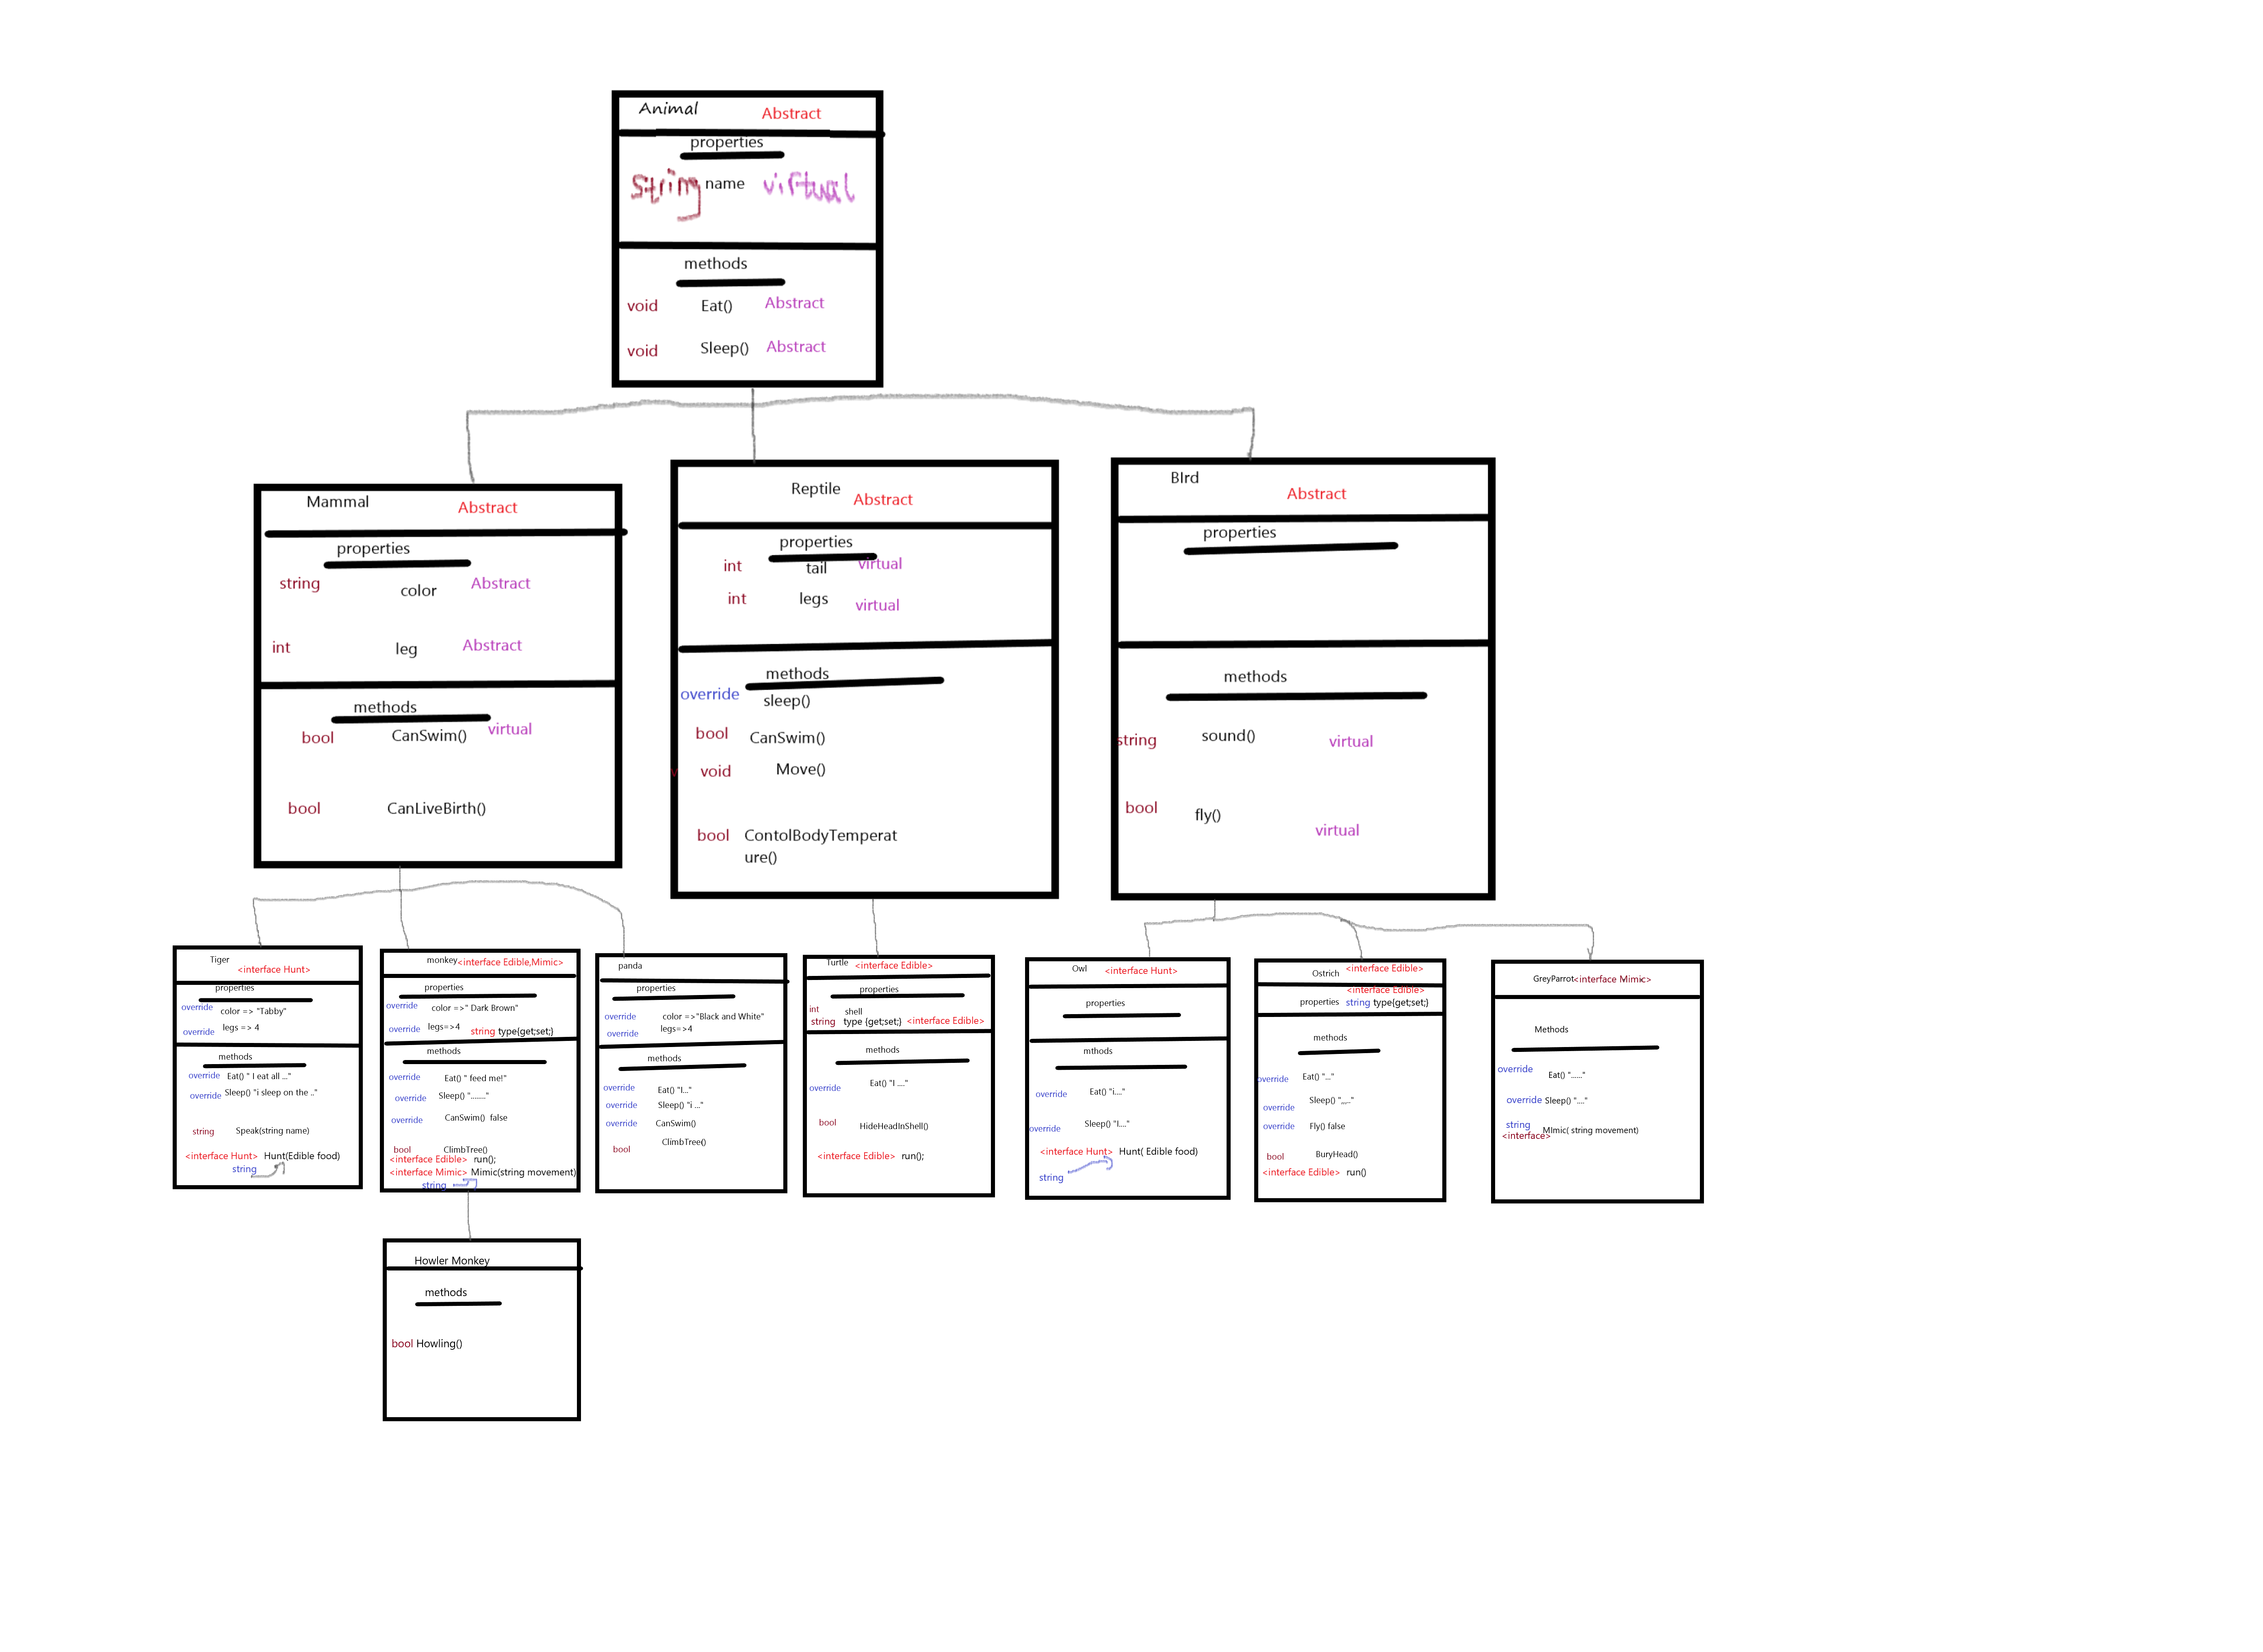 Animal Abstract
properties
String name virtual
methods
void Eat() Abstract
void Sleep() Abstract
Mammal Abstract
properties
string color Abstract
int leg Abstract
methods
bool CanSwim() virtual
bool CanLiveBirth()
Reptile Abstract
properties
int tail virtual
int legs virtual
methods
override sleep()
bool CanSwim()
v void Move()
bool ContolBodyTemperat
ure()
BIrd Abstract
properties
methods
string sound() virtual
bool fly() virtual
Tiger
<interface Hunt>
properties
override color => "Tabby"
override legs => 4
methods
override Eat() " I eat all ..."
override Sleep() "i sleep on the .."
string Speak(string name)
<interface Hunt> Hunt(Edible food)
string
monkey <interface Edible,Mimic>
properties
override color =>" Dark Brown"
override legs=>4 string type{get;set;}
methods
override Eat() " feed me!"
override Sleep() "........"
override CanSwim() false
bool ClimbTree()
<interface Edible> run();
<interface Mimic> Mimic(string movement)
string
panda
properties
override color =>"Black and White"
override legs=>4
methods
override Eat() "I..."
override Sleep() "i ..."
override CanSwim()
bool ClimbTree()
Turtle <interface Edible>
properties
int shell
string type {get;set;} <interface Edible>
methods
override Eat() "I ...."
bool HideHeadInShell()
<interface Edible> run();
Owl <interface Hunt>
properties
mthods
override Eat() "i...."
override Sleep() "I...."
<interface Hunt> Hunt( Edible food)
string
Ostrich <interface Edible>
<interface Edible>
properties string type{get;set;}
methods
override Eat() "..."
override Sleep() ",,,.."
override Fly() false
bool BuryHead()
<interface Edible> run()
GreyParrot <interface Mimic>
Methods
override Eat() "......"
override Sleep() "...."
string
<interface> MImic( string movement)
Howler Monkey
methods
bool Howling()